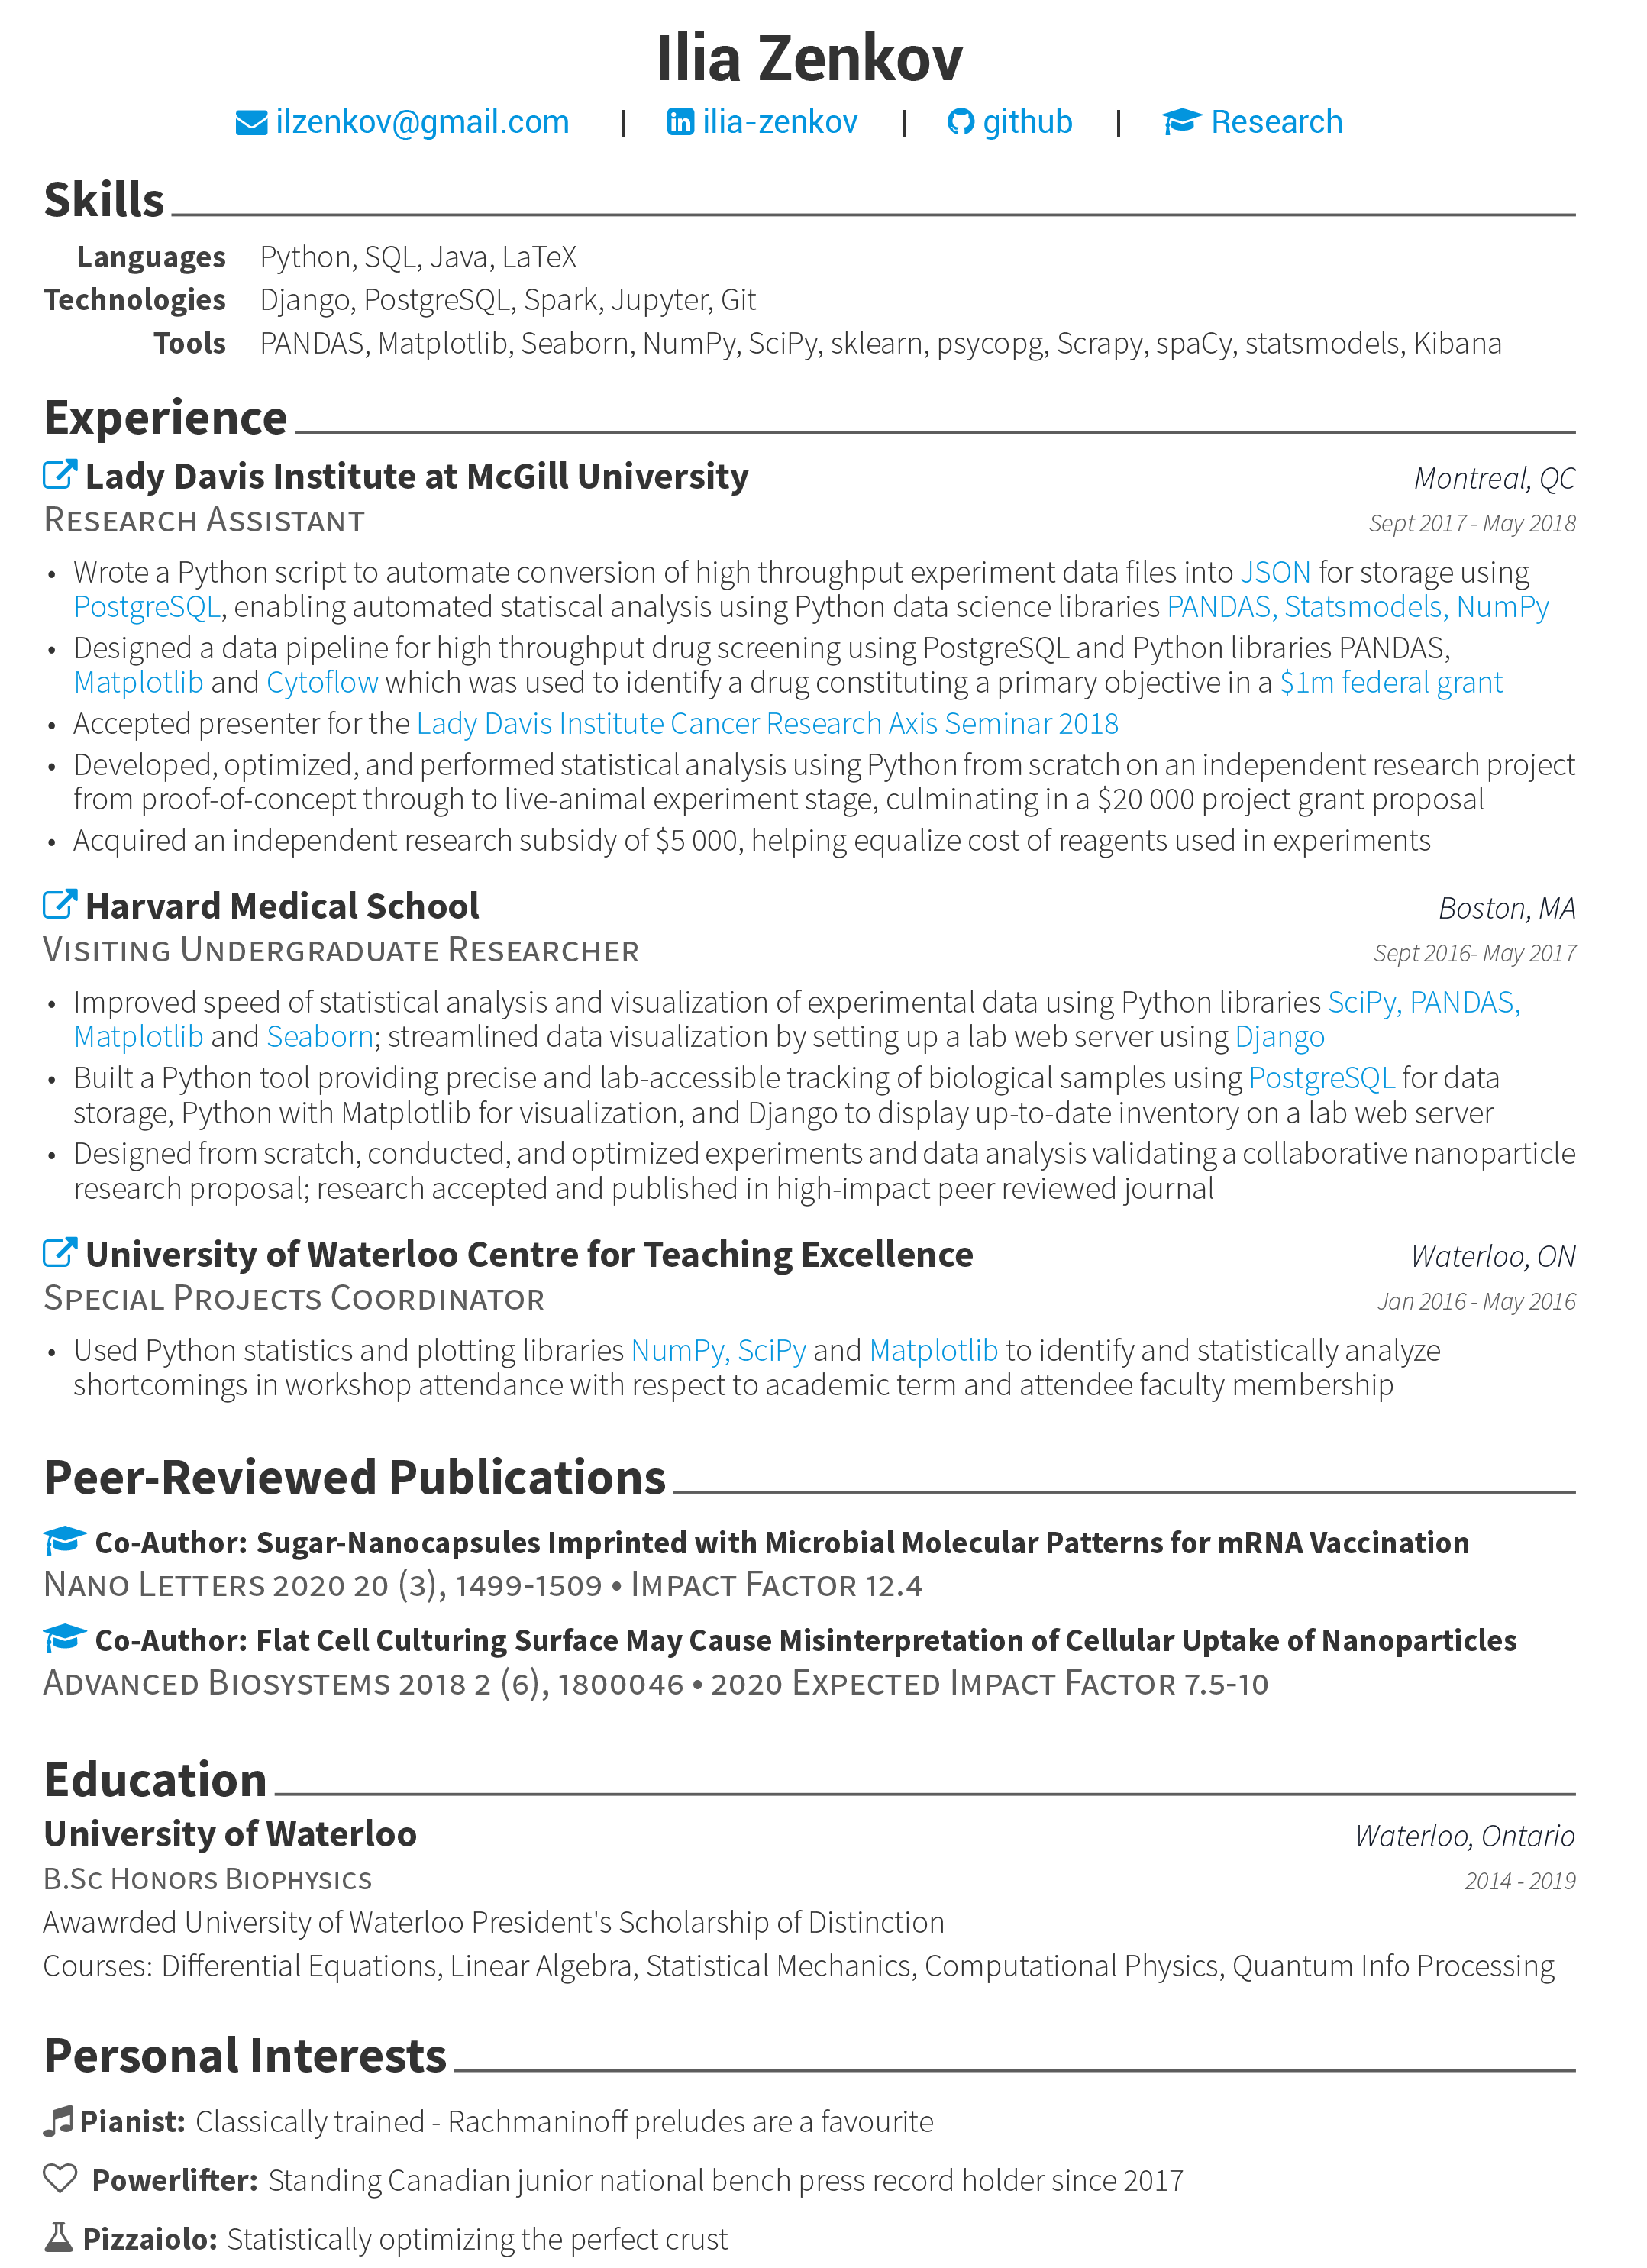 Ilia Zenkov
ilzenkov@gmail.com | ilia-zenkov | github | Research
Skills
Languages Python, SQL, Java, LaTeX
Technologies Django, PostgreSQL, Spark, Jupyter, Git
Tools PANDAS, Matplotlib, Seaborn, NumPy, SciPy, sklearn, psycopg, Scrapy, spaCy, statsmodels, Kibana
Experience
Lady Davis Institute at McGill University Montreal, QC
Research Assistant Sept 2017 - May 2018
• Wrote a Python script to automate conversion of high throughput experiment data files into JSON for storage using
PostgreSQL, enabling automated statiscal analysis using Python data science libraries PANDAS, Statsmodels, NumPy
• Designed a data pipeline for high throughput drug screening using PostgreSQL and Python libraries PANDAS,
Matplotlib and Cytoflow which was used to identify a drug constituting a primary objective in a $1m federal grant
• Accepted presenter for the Lady Davis Institute Cancer Research Axis Seminar 2018
• Developed, optimized, and performed statistical analysis using Python from scratch on an independent research project
from proof-of-concept through to live-animal experiment stage, culminating in a $20 000 project grant proposal
• Acquired an independent research subsidy of $5 000, helping equalize cost of reagents used in experiments
Harvard Medical School Boston, MA
Visiting Undergraduate Researcher Sept 2016- May 2017
• Improved speed of statistical analysis and visualization of experimental data using Python libraries SciPy, PANDAS,
Matplotlib and Seaborn; streamlined data visualization by setting up a lab web server using Django
• Built a Python tool providing precise and lab-accessible tracking of biological samples using PostgreSQL for data
storage, Python with Matplotlib for visualization, and Django to display up-to-date inventory on a lab web server
• Designed from scratch, conducted, and optimized experiments and data analysis validating a collaborative nanoparticle
research proposal; research accepted and published in high-impact peer reviewed journal
University of Waterloo Centre for Teaching Excellence Waterloo, ON
Special Projects Coordinator Jan 2016 - May 2016
• Used Python statistics and plotting libraries NumPy, SciPy and Matplotlib to identify and statistically analyze
shortcomings in workshop attendance with respect to academic term and attendee faculty membership
Peer-Reviewed Publications
Co-Author: Sugar-Nanocapsules Imprinted with Microbial Molecular Patterns for mRNA Vaccination
Nano Letters 2020 20 (3), 1499-1509 • Impact Factor 12.4
Co-Author: Flat Cell Culturing Surface May Cause Misinterpretation of Cellular Uptake of Nanoparticles
Advanced Biosystems 2018 2 (6), 1800046 • 2020 Expected Impact Factor 7.5-10
Education
University of Waterloo Waterloo, Ontario
B.Sc Honors Biophysics 2014 - 2019
Awawrded University of Waterloo President's Scholarship of Distinction
Courses: Differential Equations, Linear Algebra, Statistical Mechanics, Computational Physics, Quantum Info Processing
Personal Interests
Pianist: Classically trained - Rachmaninoff preludes are a favourite
Powerlifter: Standing Canadian junior national bench press record holder since 2017
Pizzaiolo: Statistically optimizing the perfect crust